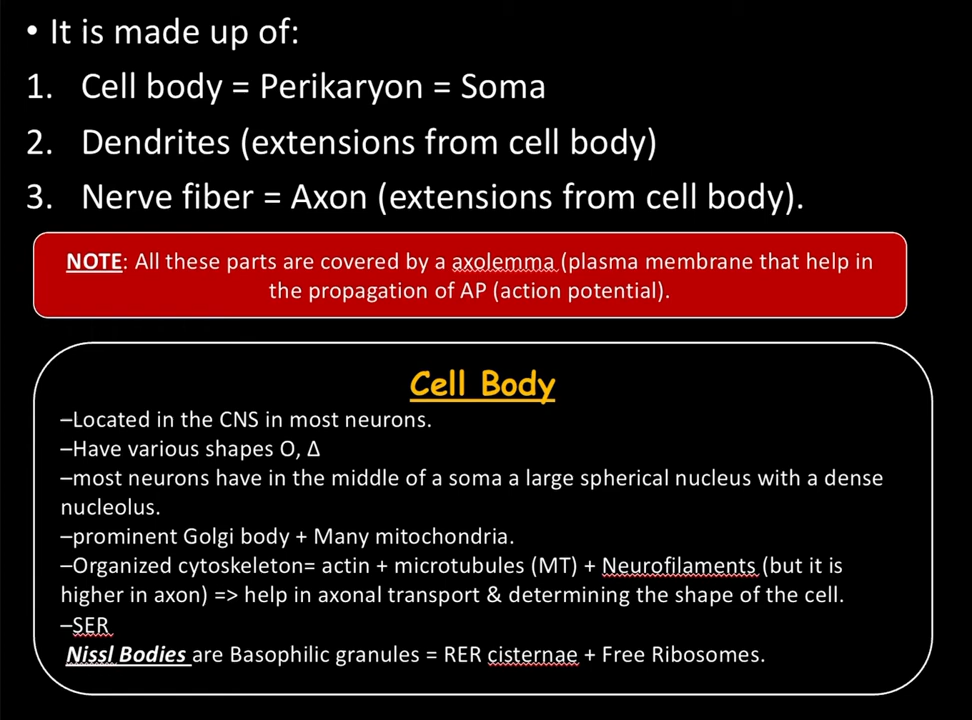 • It is made up of:
1. Cell body = Perikaryon = Soma
2. Dendrites (extensions from cell body)
3. Nerve fiber = Axon (extensions from cell body).
NOTE: All these parts are covered by a axolemma (plasma membrane that help in
the propagation of AP (action potential).
Cell Body
–Located in the CNS in most neurons.
–Have various shapes O, Δ
–most neurons have in the middle of a soma a large spherical nucleus with a dense
nucleolus.
–prominent Golgi body + Many mitochondria.
–Organized cytoskeleton= actin + microtubules (MT) + Neurofilaments (but it is
higher in axon) => help in axonal transport & determining the shape of the cell.
–SER
Nissl Bodies are Basophilic granules = RER cisternae + Free Ribosomes.